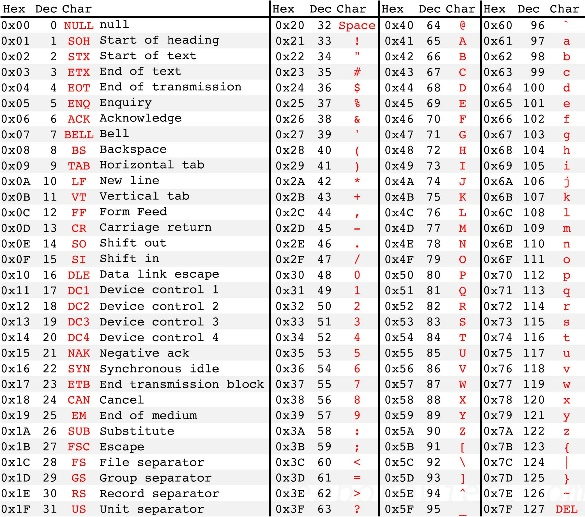 Hex Dec Char Hex Dec Char Hex Dec Char Hex Dec Char
0x00 0 NULL null 0x20 32 Space 0x40 64 @ 0x60 96 `
0x01 1 SOH Start of heading 0x21 33 ! 0x41 65 A 0x61 97 a
0x02 2 STX Start of text 0x22 34 " 0x42 66 B 0x62 98 b
0x03 3 ETX End of text 0x23 35 # 0x43 67 C 0x63 99 c
0x04 4 EOT End of transmission 0x24 36 $ 0x44 68 D 0x64 100 d
0x05 5 ENQ Enquiry 0x25 37 % 0x45 69 E 0x65 101 e
0x06 6 ACK Acknowledge 0x26 38 & 0x46 70 F 0x66 102 f
0x07 7 BELL Bell 0x27 39 ' 0x47 71 G 0x67 103 g
0x08 8 BS Backspace 0x28 40 ( 0x48 72 H 0x68 104 h
0x09 9 TAB Horizontal tab 0x29 41 ) 0x49 73 I 0x69 105 i
0x0A 10 LF New line 0x2A 42 * 0x4A 74 J 0x6A 106 j
0x0B 11 VT Vertical tab 0x2B 43 + 0x4B 75 K 0x6B 107 k
0x0C 12 FF Form Feed 0x2C 44 , 0x4C 76 L 0x6C 108 l
0x0D 13 CR Carriage return 0x2D 45 - 0x4D 77 M 0x6D 109 m
0x0E 14 SO Shift out 0x2E 46 . 0x4E 78 N 0x6E 110 n
0x0F 15 SI Shift in 0x2F 47 / 0x4F 79 O 0x6F 111 o
0x10 16 DLE Data link escape 0x30 48 0 0x50 80 P 0x70 112 p
0x11 17 DC1 Device control 1 0x31 49 1 0x51 81 Q 0x71 113 q
0x12 18 DC2 Device control 2 0x32 50 2 0x52 82 R 0x72 114 r
0x13 19 DC3 Device control 3 0x33 51 3 0x53 83 S 0x73 115 s
0x14 20 DC4 Device control 4 0x34 52 4 0x54 84 T 0x74 116 t
0x15 21 NAK Negative ack 0x35 53 5 0x55 85 U 0x75 117 u
0x16 22 SYN Synchronous idle 0x36 54 6 0x56 86 V 0x76 118 v
0x17 23 ETB End transmission block 0x37 55 7 0x57 87 W 0x77 119 w
0x18 24 CAN Cancel 0x38 56 8 0x58 88 X 0x78 120 x
0x19 25 EM End of medium 0x39 57 9 0x59 89 Y 0x79 121 y
0x1A 26 SUB Substitute 0x3A 58 : 0x5A 90 Z 0x7A 122 z
0x1B 27 FSC Escape 0x3B 59 ; 0x5B 91 [ 0x7B 123 {
0x1C 28 FS File separator 0x3C 60 < 0x5C 92 \ 0x7C 124 |
0x1D 29 GS Group separator 0x3D 61 = 0x5D 93 ] 0x7D 125 }
0x1E 30 RS Record separator 0x3E 62 > 0x5E 94 ^ 0x7E 126 ~
0x1F 31 US Unit separator 0x3F 63 ? 0x5F 95 _ 0x7F 127 DEL